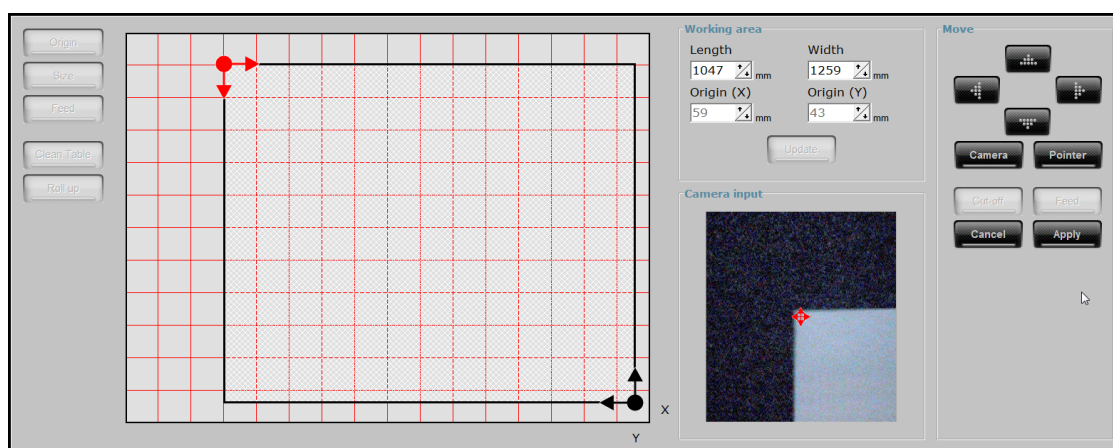 Origin
Size
Feed
Clean Table
Roll up
X
Y
Working area
Length Width
1047 mm 1259 mm
Origin (X) Origin (Y)
59 mm 43 mm
Update
Camera input
Move
Camera Pointer
Cut-off Feed
Cancel Apply